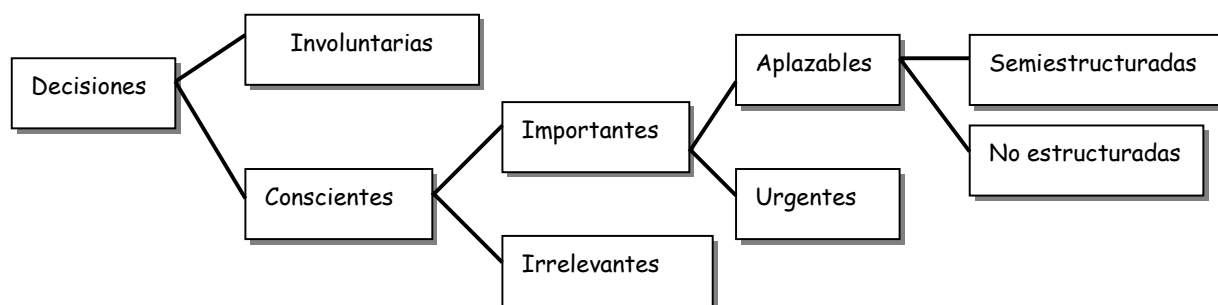 Decisiones
Involuntarias
Conscientes
Importantes
Irrelevantes
Aplazables
Urgentes
Semiestructuradas
No estructuradas